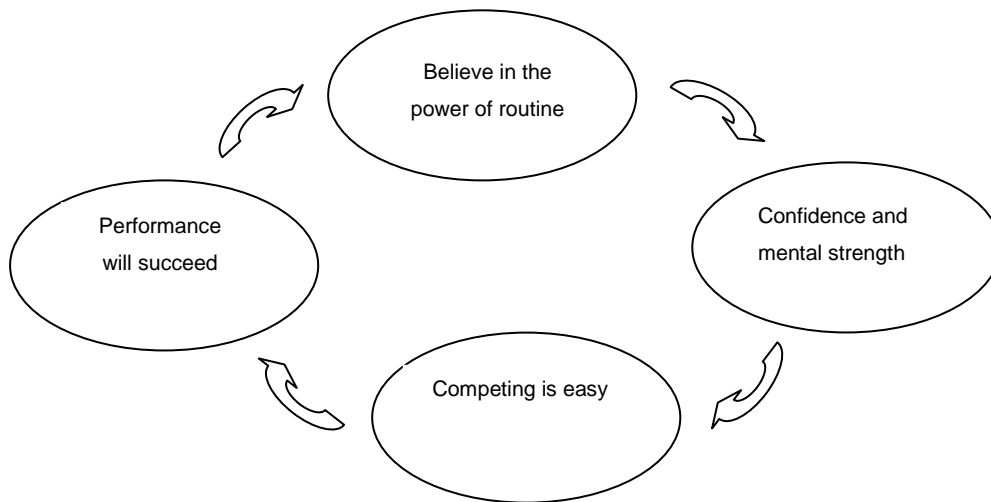 Believe in the
power of routine
Confidence and
mental strength
Competing is easy
Performance
will succeed